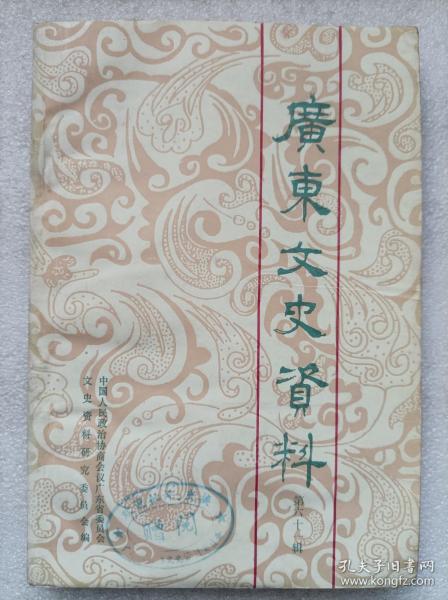 廣東文史資料
第六十輯
中国人民政治协商会议广东省委员会
文史资料研究委员会編
孔夫子旧书网
www.kongfz.com